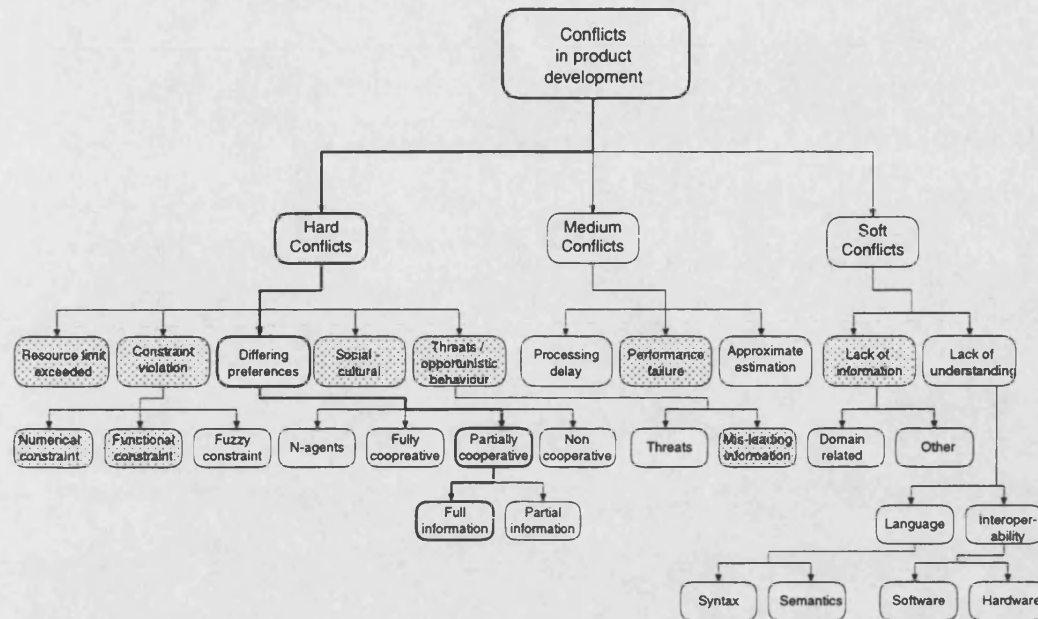 Conflicts
in product
development
Hard
Conflicts
Medium
Conflicts
Soft
Conflicts
Resource limit
exceeded
Constraint
violation
Differing
preferences
Social -
cultural
Threats /
opportunistic
behaviour
Processing
delay
Performance
failure
Approximate
estimation
Lack of
information
Lack of
understanding
Numerical
constraint
Functional
constraint
Fuzzy
constraint
N-agents
Fully
coopreative
Partially
cooperative
Non
cooperative
Threats
Mis-leading
information
Domain
related
Other
Full
information
Partial
information
Language
Interoper-
ability
Syntax
Semantics
Software
Hardware